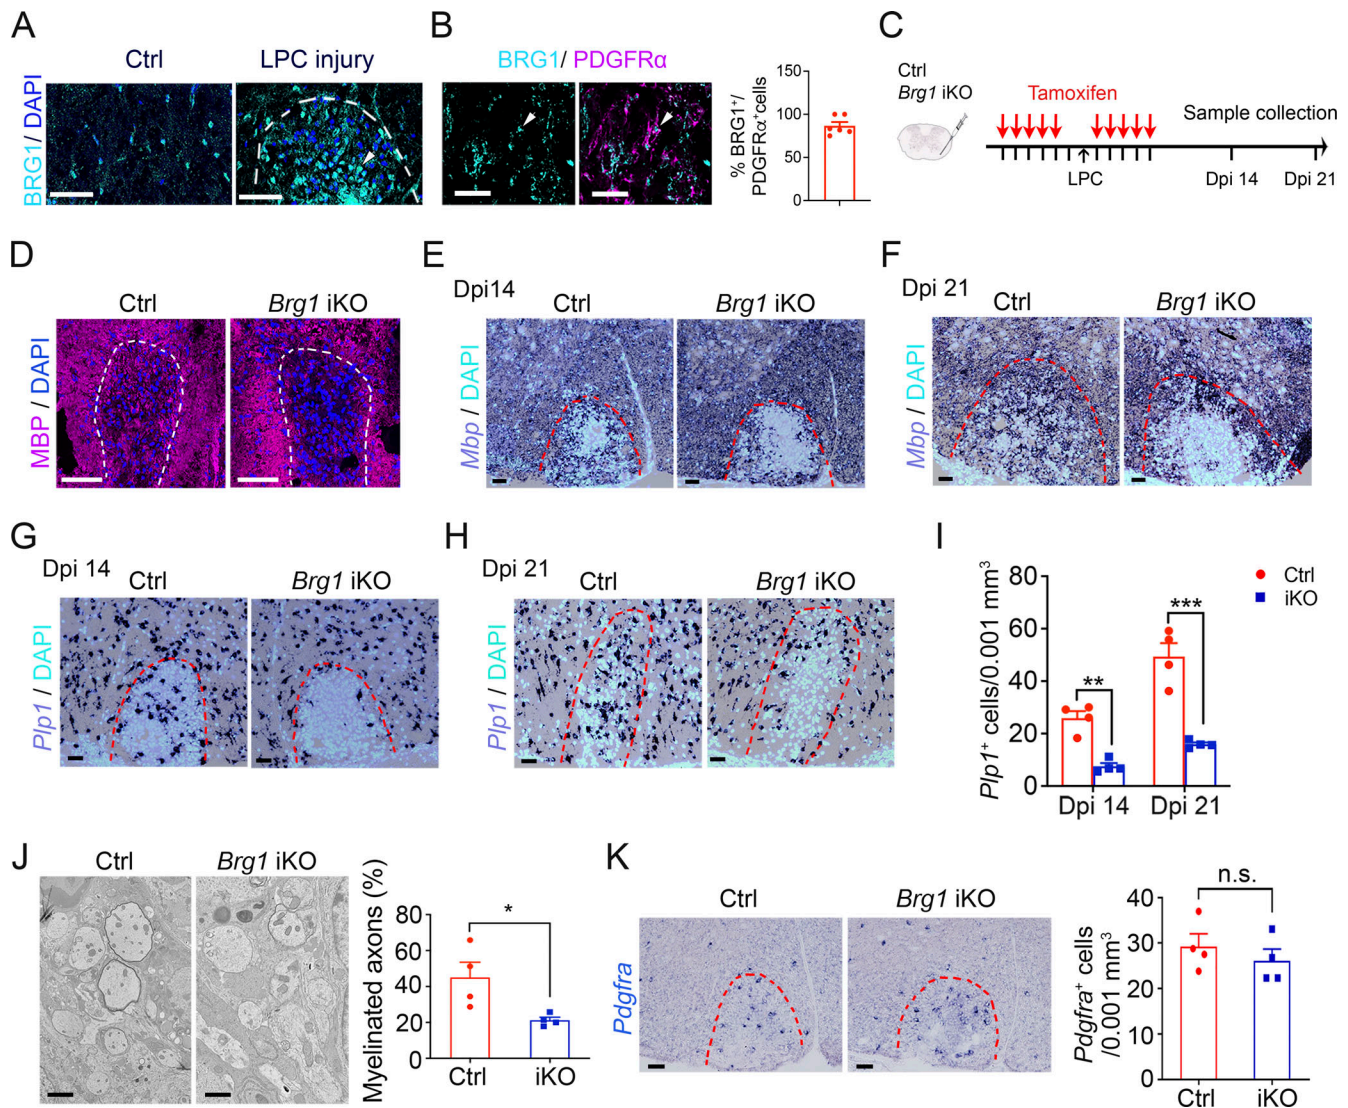 A
Ctrl
LPC injury
BRG1/ DAPI
B
BRG1/ PDGFRα
% BRG1⁺/
PDGFRα⁺cells
150
100
50
0
C
Ctrl
Brg1 iKO
Tamoxifen
Sample collection
LPC
Dpi 14
Dpi 21
D
Ctrl
Brg1 iKO
MBP / DAPI
E
Dpi14
Ctrl
Brg1 iKO
Mbp / DAPI
F
Dpi 21
Ctrl
Brg1 iKO
Mbp / DAPI
G
Dpi 14
Ctrl
Brg1 iKO
Plp1 / DAPI
H
Dpi 21
Ctrl
Brg1 iKO
Plp1 / DAPI
I
Plp1⁺ cells/0.001 mm³
80
60
40
20
0
**
***
Dpi 14
Dpi 21
Ctrl
iKO
J
Ctrl
Brg1 iKO
Myelinated axons (%)
80
60
40
20
0
*
Ctrl
iKO
K
Ctrl
Brg1 iKO
Pdgfra
Pdgfra⁺ cells
/0.001 mm³
40
30
20
10
0
n.s.
Ctrl
iKO